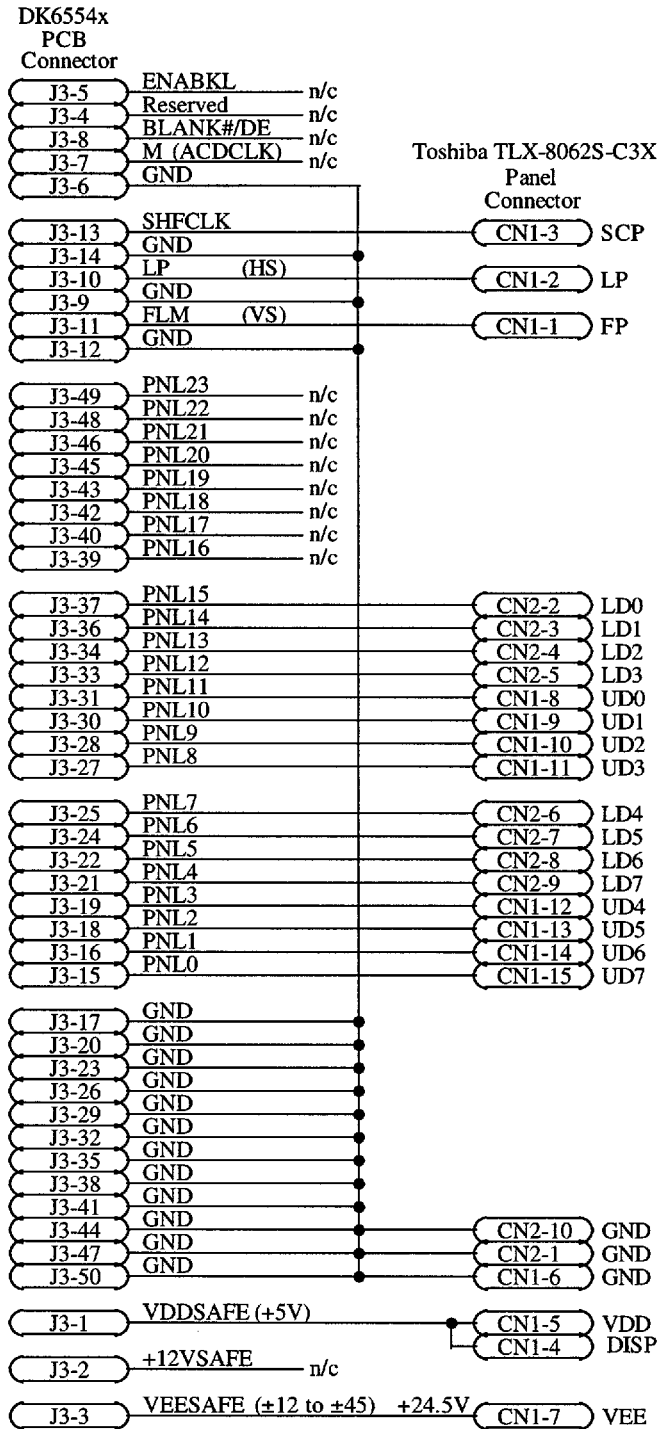 DK6554x
PCB
Connector
J3-5 ENABKL n/c
J3-4 Reserved n/c
J3-8 BLANK#/DE n/c
J3-7 M (ACDCLK) n/c
J3-6 GND
Toshiba TLX-8062S-C3X
Panel
Connector
J3-13 SHFCLK CN1-3 SCP
J3-14 GND
J3-10 LP (HS) CN1-2 LP
J3-9 GND
J3-11 FLM (VS) CN1-1 FP
J3-12 GND
J3-49 PNL23 n/c
J3-48 PNL22 n/c
J3-46 PNL21 n/c
J3-45 PNL20 n/c
J3-43 PNL19 n/c
J3-42 PNL18 n/c
J3-40 PNL17 n/c
J3-39 PNL16 n/c
J3-37 PNL15 CN2-2 LD0
J3-36 PNL14 CN2-3 LD1
J3-34 PNL13 CN2-4 LD2
J3-33 PNL12 CN2-5 LD3
J3-31 PNL11 CN1-8 UD0
J3-30 PNL10 CN1-9 UD1
J3-28 PNL9 CN1-10 UD2
J3-27 PNL8 CN1-11 UD3
J3-25 PNL7 CN2-6 LD4
J3-24 PNL6 CN2-7 LD5
J3-22 PNL5 CN2-8 LD6
J3-21 PNL4 CN2-9 LD7
J3-19 PNL3 CN1-12 UD4
J3-18 PNL2 CN1-13 UD5
J3-16 PNL1 CN1-14 UD6
J3-15 PNL0 CN1-15 UD7
J3-17 GND
J3-20 GND
J3-23 GND
J3-26 GND
J3-29 GND
J3-32 GND
J3-35 GND
J3-38 GND
J3-41 GND
J3-44 GND CN2-10 GND
J3-47 GND CN2-1 GND
J3-50 GND CN1-6 GND
J3-1 VDDSAFE (+5V) CN1-5 VDD
CN1-4 DISP
J3-2 +12VSAFE n/c
J3-3 VEESAFE (±12 to ±45) +24.5V CN1-7 VEE